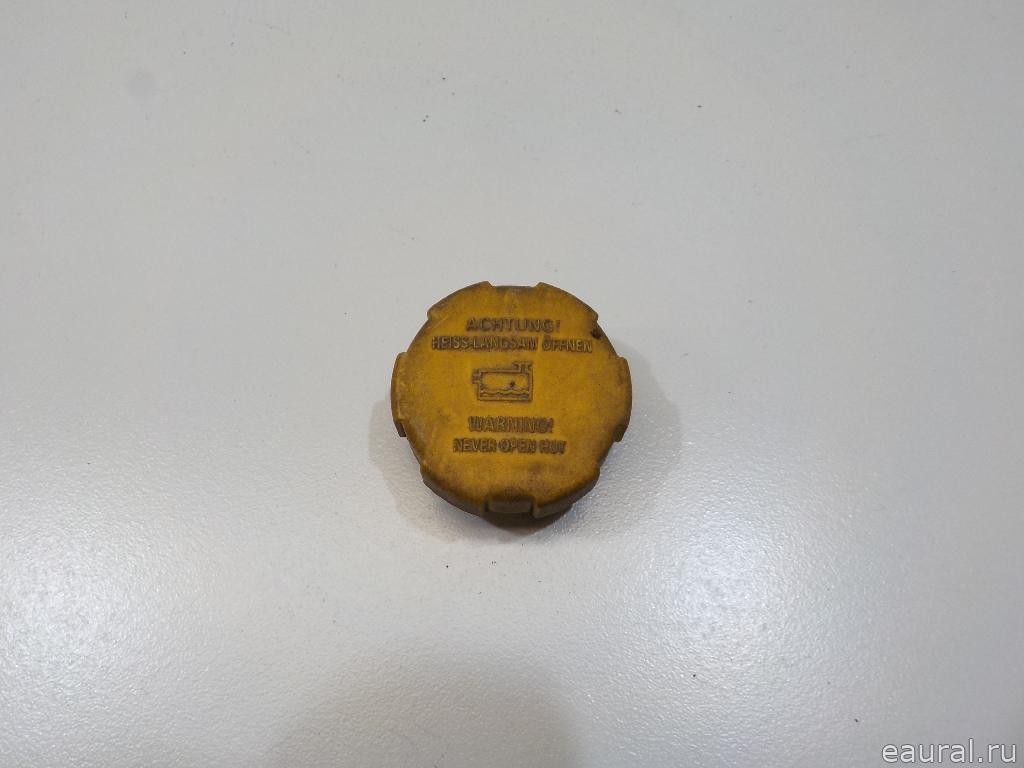 ACHTUNG!
HEISS-LANGSAM ÖFFNEN
WARNING!
NEVER OPEN HOT
eaural.ru